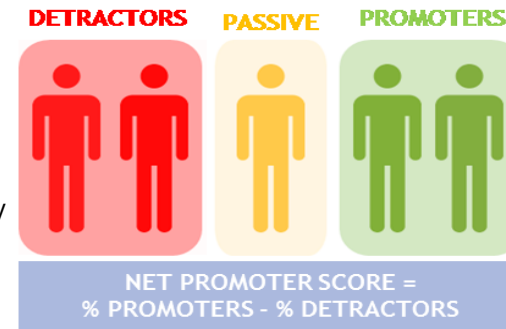 DETRACTORS PASSIVE PROMOTERS
NET PROMOTER SCORE =
% PROMOTERS - % DETRACTORS